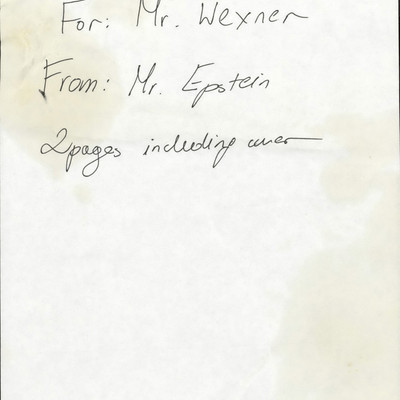 For: Mr. Wexner
From: Mr. Epstein
2pages including cover